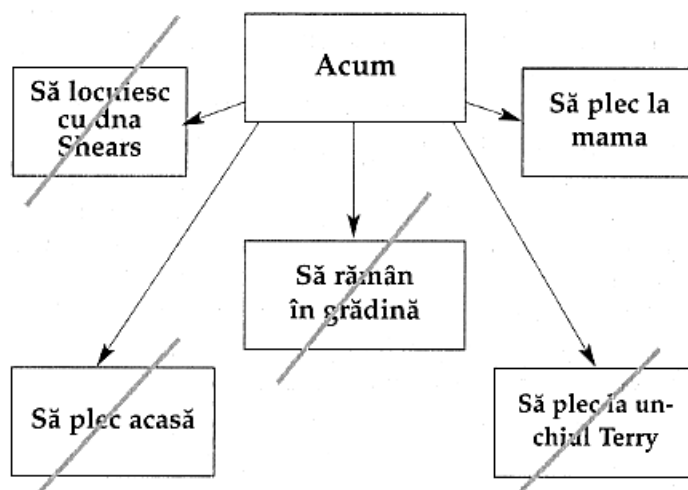 Acum
Să locuiesc
cu dna
Shears
Să plec la
mama
Să rămân
în grădină
Să plec acasă
Să plec la un-
chiul Terry